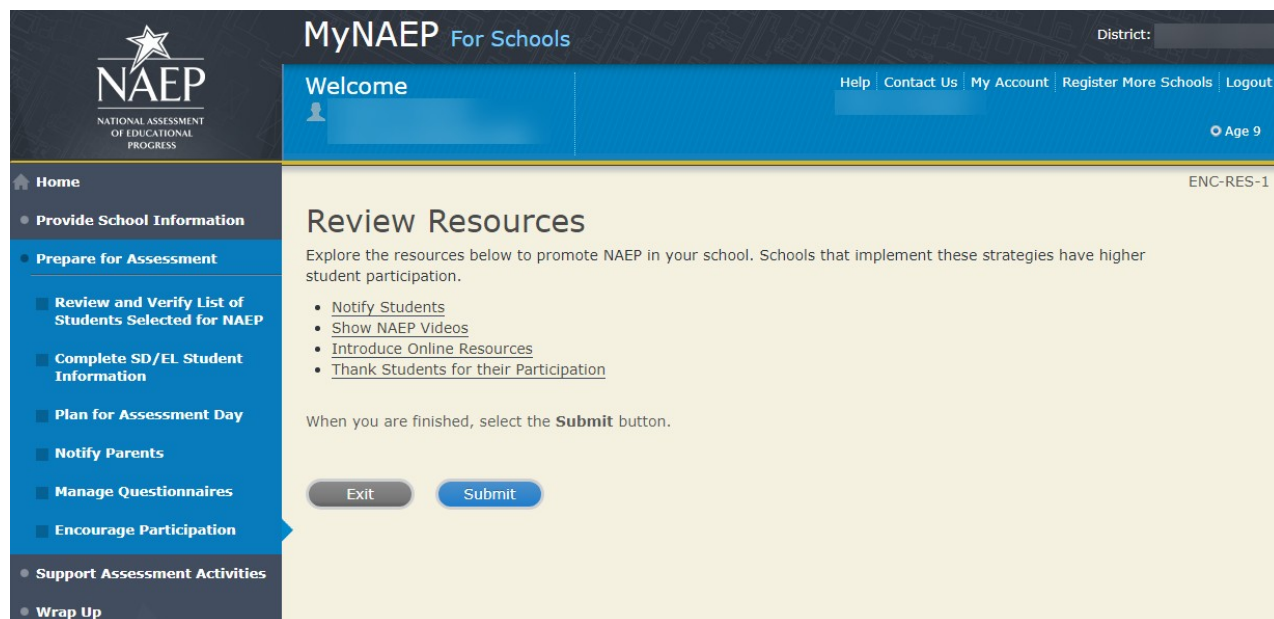 MyNAEP For Schools
District:
NAEP
NATIONAL ASSESSMENT
OF EDUCATIONAL
PROGRESS
Welcome
Help Contact Us My Account Register More Schools Logout
Age 9
Home
Provide School Information
Prepare for Assessment
Review and Verify List of
Students Selected for NAEP
Complete SD/EL Student
Information
Plan for Assessment Day
Notify Parents
Manage Questionnaires
Encourage Participation
Support Assessment Activities
Wrap Up
ENC-RES-1
Review Resources
Explore the resources below to promote NAEP in your school. Schools that implement these strategies have higher
student participation.
Notify Students
Show NAEP Videos
Introduce Online Resources
Thank Students for their Participation
When you are finished, select the Submit button.
Exit Submit